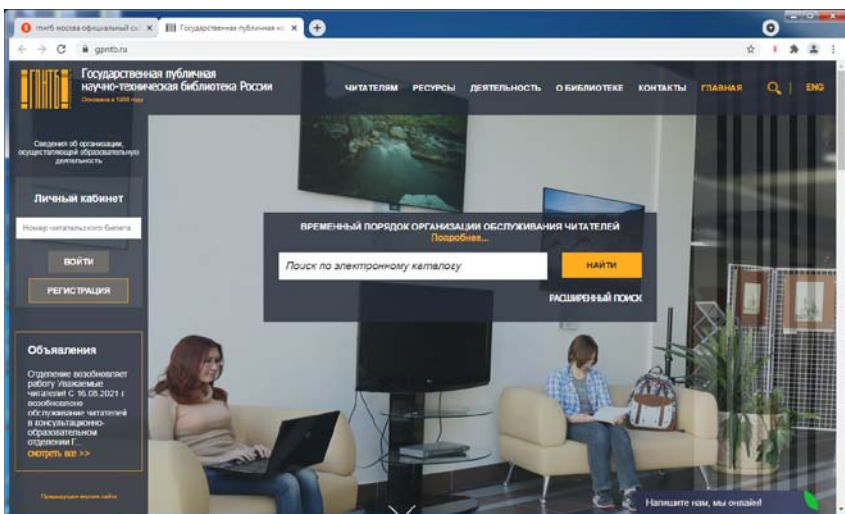 гпнтб москва официальный са
Государственная публичная на
gpntb.ru
ГПНТБ
Государственная публичная
научно-техническая библиотека России
Основана в 1958 году
ЧИТАТЕЛЯМ РЕСУРСЫ ДЕЯТЕЛЬНОСТЬ О БИБЛИОТЕКЕ КОНТАКТЫ ГЛАВНАЯ | ENG
Сведения об организации,
осуществляющей образовательную
деятельность
Личный кабинет
Номер читательского билета
ВОЙТИ
РЕГИСТРАЦИЯ
ВРЕМЕННЫЙ ПОРЯДОК ОРГАНИЗАЦИИ ОБСЛУЖИВАНИЯ ЧИТАТЕЛЕЙ
Подробнее...
Поиск по электронному каталогу
НАЙТИ
РАСШИРЕННЫЙ ПОИСК
Объявления
Отделение возобновляет
работу Уважаемые
читатели! С 16.08.2021 г
возобновлено
обслуживание читателей
в консультационно-
образовательном
отделении Г...
смотреть все >>
Предыдущая версия сайта
Напишите нам, мы онлайн!